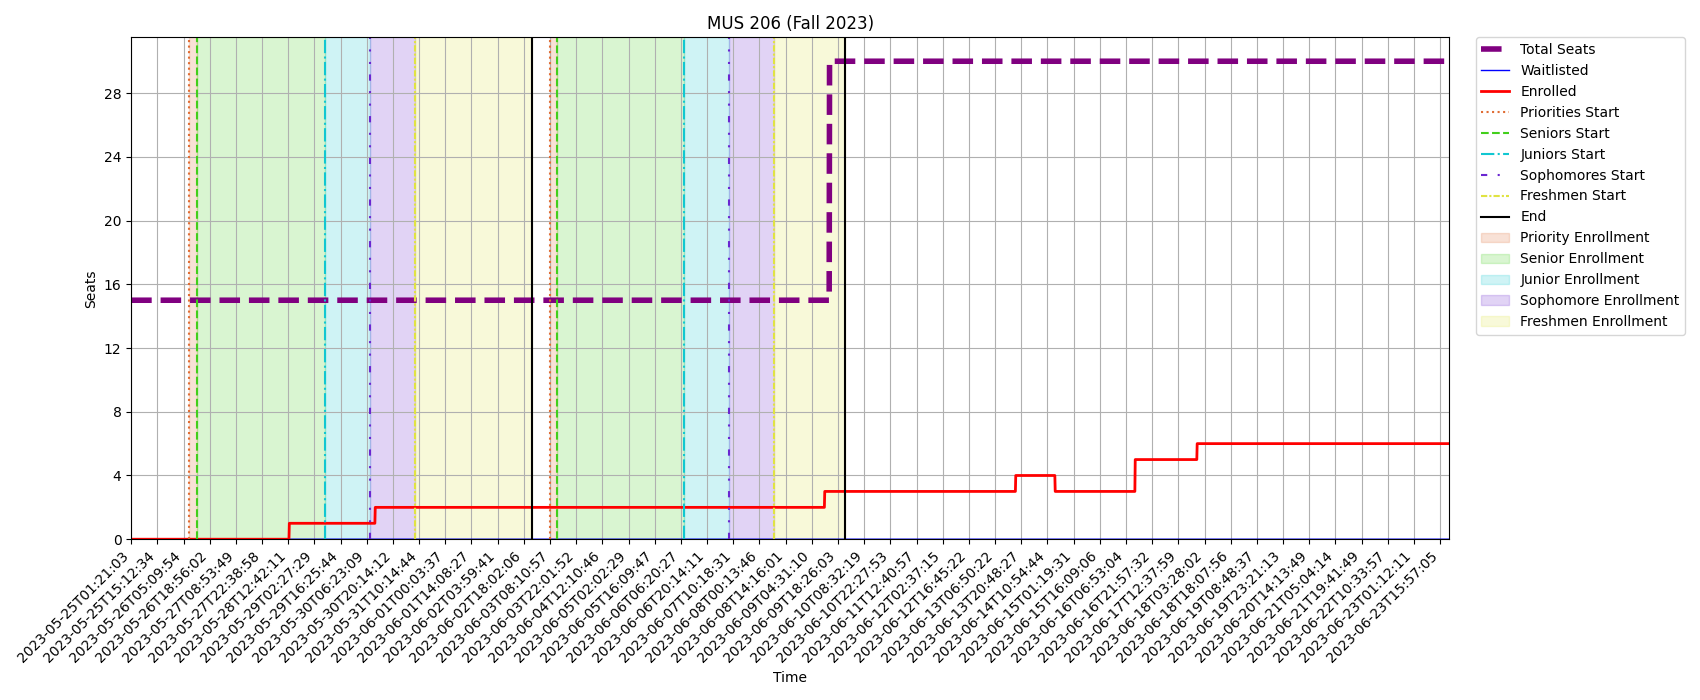 MUS 206 (Fall 2023)
Seats
28
24
20
16
12
8
4
0
2023-05-25T01:21:03
2023-05-25T15:12:34
2023-05-26T05:09:54
2023-05-26T18:56:02
2023-05-27T08:53:49
2023-05-27T22:38:58
2023-05-28T12:42:11
2023-05-29T02:27:29
2023-05-29T16:25:44
2023-05-30T06:23:09
2023-05-30T20:14:12
2023-05-31T10:14:44
2023-06-01T00:03:37
2023-06-01T14:08:27
2023-06-02T03:59:41
2023-06-02T18:02:06
2023-06-03T08:10:57
2023-06-03T22:01:52
2023-06-04T12:10:46
2023-06-05T02:02:29
2023-06-05T16:09:47
2023-06-06T06:20:27
2023-06-06T20:14:11
2023-06-07T10:18:31
2023-06-08T00:13:46
2023-06-08T14:16:01
2023-06-09T04:31:10
2023-06-09T18:26:03
2023-06-10T08:32:19
2023-06-10T22:27:53
2023-06-11T12:40:57
2023-06-12T02:37:15
2023-06-12T16:45:22
2023-06-13T06:50:22
2023-06-13T20:48:27
2023-06-14T10:54:44
2023-06-15T01:19:31
2023-06-15T16:09:06
2023-06-16T06:53:04
2023-06-16T21:57:32
2023-06-17T12:37:59
2023-06-18T03:28:02
2023-06-18T18:07:56
2023-06-19T08:48:37
2023-06-19T23:21:13
2023-06-20T14:13:49
2023-06-21T05:04:14
2023-06-21T19:41:49
2023-06-22T10:33:57
2023-06-23T01:12:11
2023-06-23T15:57:05
Time
Total Seats
Waitlisted
Enrolled
Priorities Start
Seniors Start
Juniors Start
Sophomores Start
Freshmen Start
End
Priority Enrollment
Senior Enrollment
Junior Enrollment
Sophomore Enrollment
Freshmen Enrollment